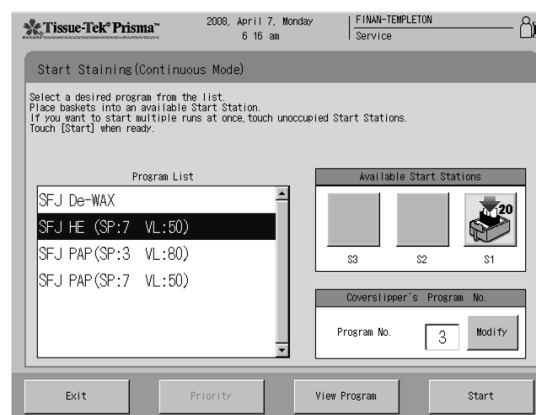 Tissue-Tek® Prisma™
2008, April 7, Monday
6 16 am
FINAN-TEMPLETON
Service
Start Staining(Continuous Mode)
Select a desired program from the list.
Place baskets into an available Start Station.
If you want to start multiple runs at once,touch unoccupied Start Stations.
Touch [Start] when ready.
Program List
SFJ De-WAX
SFJ HE (SP:7 VL:50)
SFJ PAP(SP:3 VL:80)
SFJ PAP(SP:7 VL:50)
Available Start Stations
20
S3 S2 S1
Coverslipper's Program No.
Program No. 3 Modify
Exit Priority View Program Start